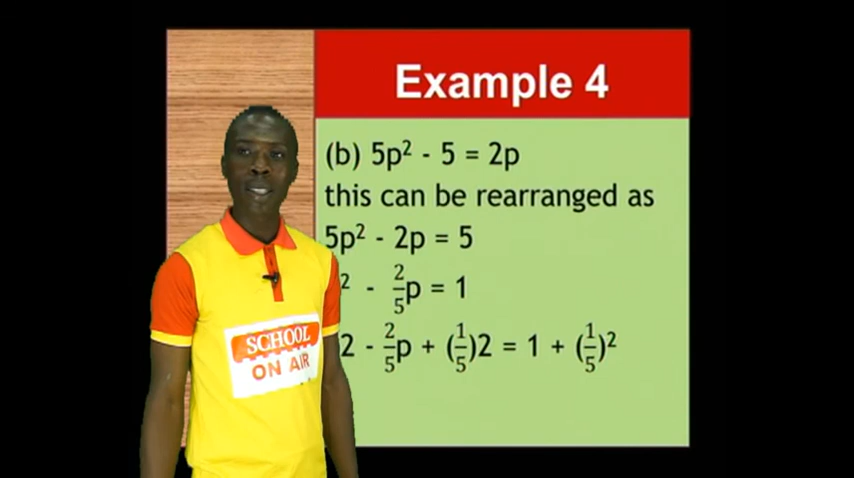 Example 4
(b) 5p² - 5 = 2p
this can be rearranged as
5p² - 2p = 5
² - 2/5p = 1
2 - 2/5p + (1/5)2 = 1 + (1/5)²
SCHOOL
ON AIR